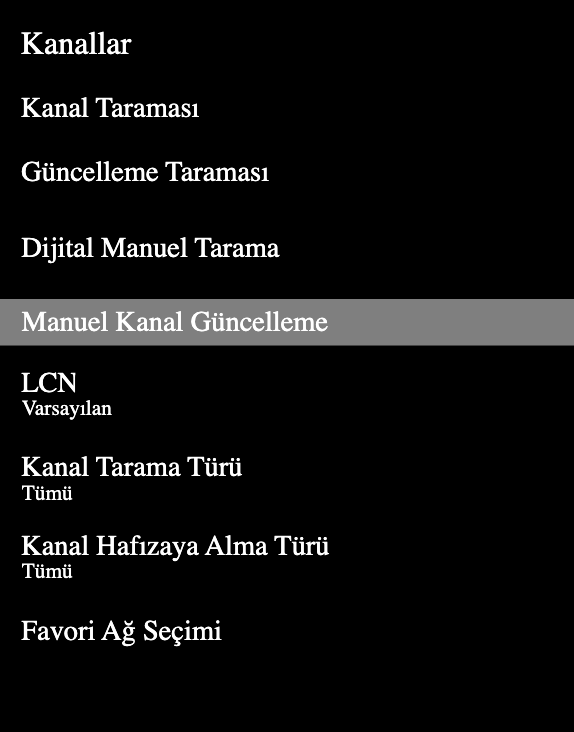 Kanallar
Kanal Taraması
Güncelleme Taraması
Dijital Manuel Tarama
Manuel Kanal Güncelleme
LCN
Varsayılan
Kanal Tarama Türü
Tümü
Kanal Hafızaya Alma Türü
Tümü
Favori Ağ Seçimi